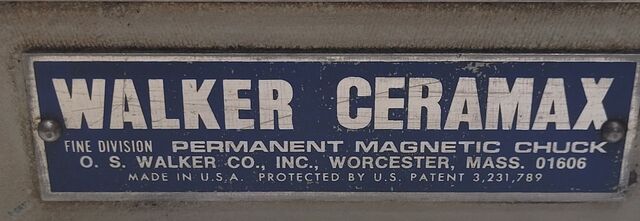 WALKER CERAMAX
FINE DIVISION PERMANENT MAGNETIC CHUCK
O. S. WALKER CO., INC., WORCESTER, MASS. 01606
MADE IN U.S.A. PROTECTED BY U.S. PATENT 3,231,789